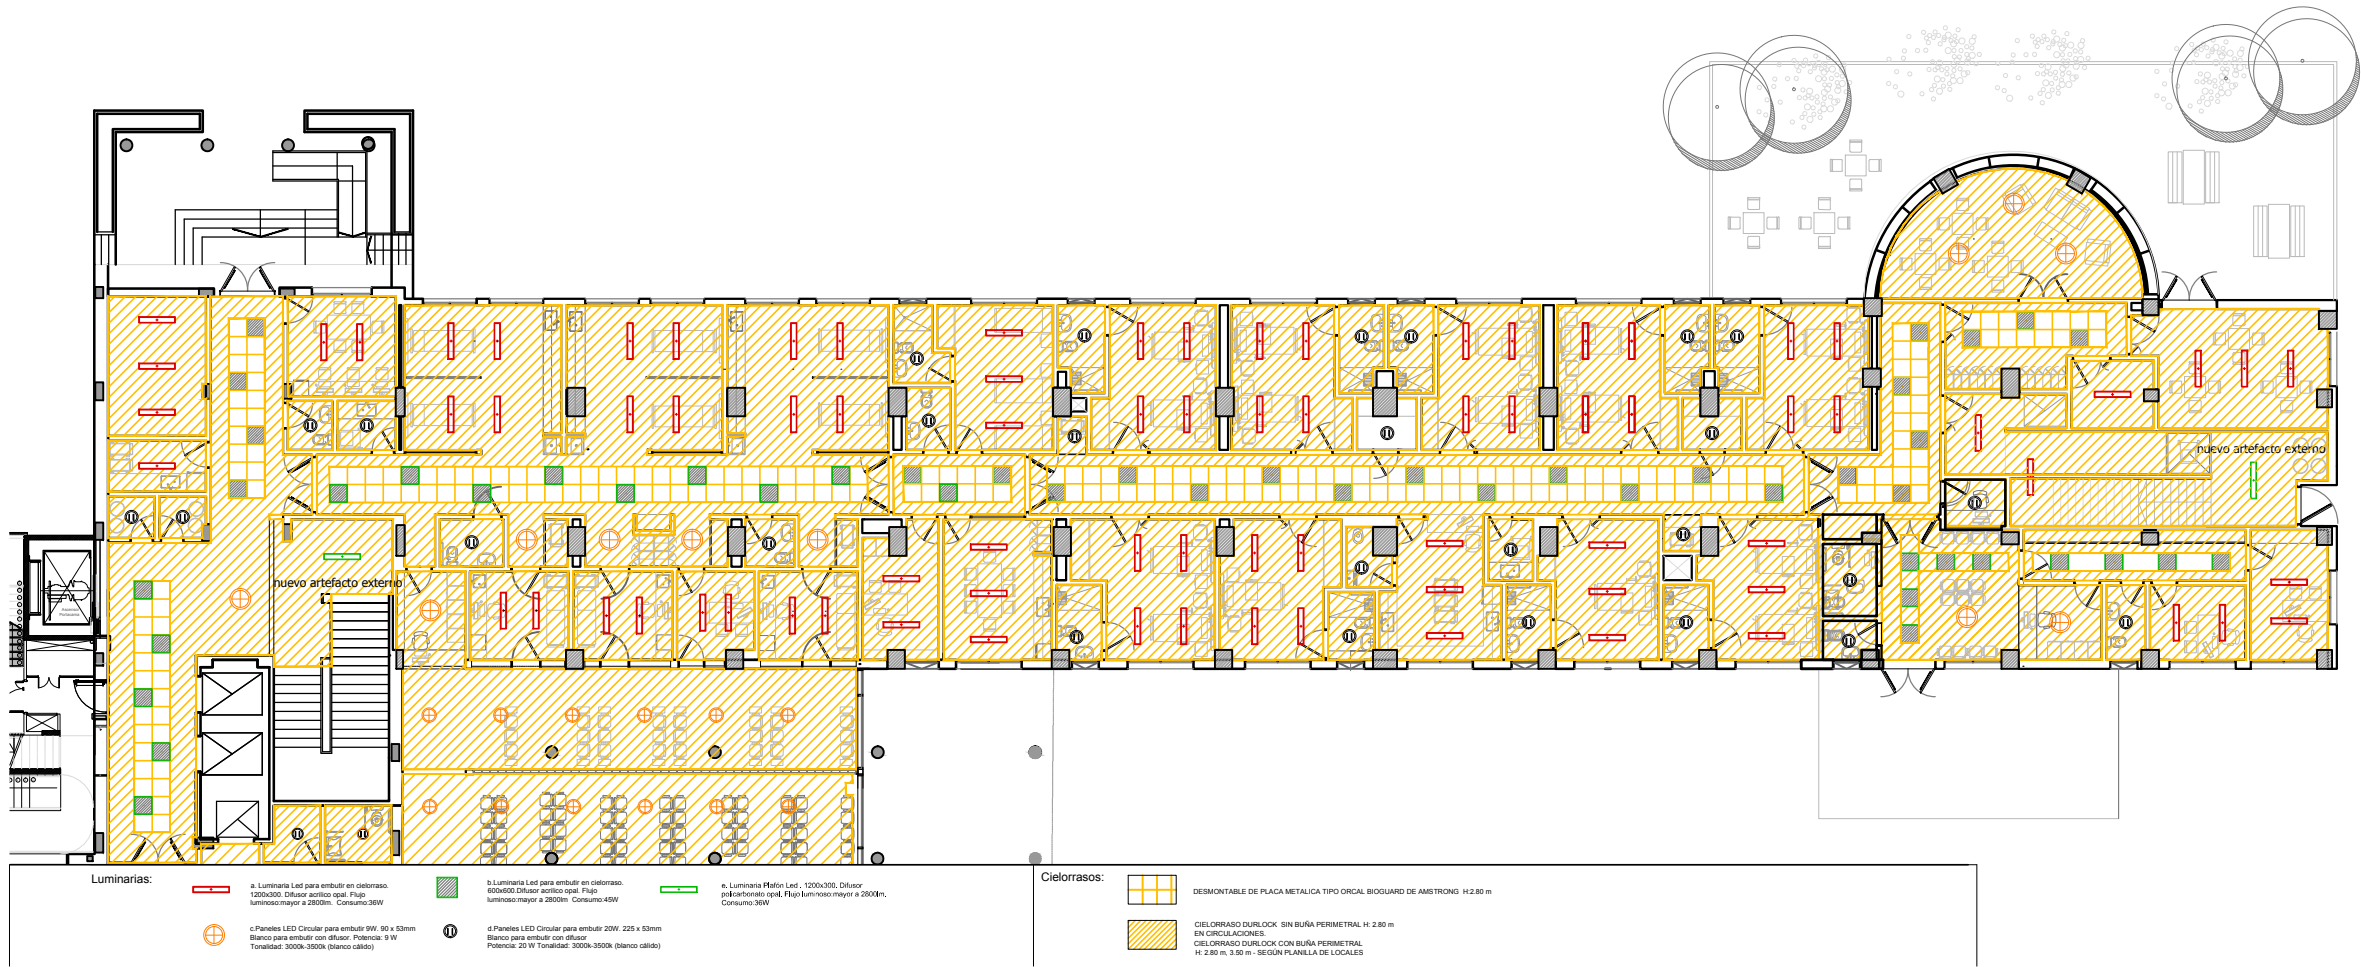 nuevo artefacto externo
nuevo artefacto externo
Ascensor
Luminarias:
a. Luminaria Led para embutir en cielorraso.
1200x300. Difusor acrilico opal. Flujo
luminoso:mayor a 2800lm. Consumo:36W
b.Luminaria Led para embutir en cielorraso.
600x600.Difusor acrilico opal. Flujo
luminoso:mayor a 2800lm Consumo:45W
e. Luminaria Plafón Led . 1200x300. Difusor
policarbonato opal. Flujo luminoso:mayor a 2800lm.
Consumo:36W
c.Paneles LED Circular para embutir 9W. 90 x 53mm
Blanco para embutir con difusor. Potencia: 9 W
Tonalidad: 3000k-3500k (blanco cálido)
d.Paneles LED Circular para embutir 20W. 225 x 53mm
Blanco para embutir con difusor
Potencia: 20 W Tonalidad: 3000k-3500k (blanco cálido)
Cielorrasos:
DESMONTABLE DE PLACA METALICA TIPO ORCAL BIOGUARD DE AMSTRONG H:2.80 m
CIELORRASO DURLOCK SIN BUÑA PERIMETRAL H: 2.80 m
EN CIRCULACIONES.
CIELORRASO DURLOCK CON BUÑA PERIMETRAL
H: 2.80 m, 3.50 m - SEGÚN PLANILLA DE LOCALES